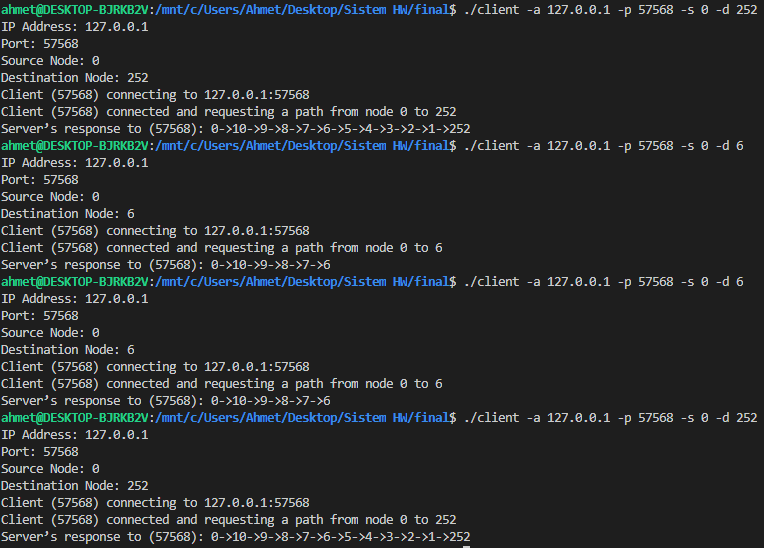 ahmet@DESKTOP-BJRKB2V:/mnt/c/Users/Ahmet/Desktop/Sistem HW/final$ ./client -a 127.0.0.1 -p 57568 -s 0 -d 252
IP Address: 127.0.0.1
Port: 57568
Source Node: 0
Destination Node: 252
Client (57568) connecting to 127.0.0.1:57568
Client (57568) connected and requesting a path from node 0 to 252
Server’s response to (57568): 0->10->9->8->7->6->5->4->3->2->1->252
ahmet@DESKTOP-BJRKB2V:/mnt/c/Users/Ahmet/Desktop/Sistem HW/final$ ./client -a 127.0.0.1 -p 57568 -s 0 -d 6
IP Address: 127.0.0.1
Port: 57568
Source Node: 0
Destination Node: 6
Client (57568) connecting to 127.0.0.1:57568
Client (57568) connected and requesting a path from node 0 to 6
Server’s response to (57568): 0->10->9->8->7->6
ahmet@DESKTOP-BJRKB2V:/mnt/c/Users/Ahmet/Desktop/Sistem HW/final$ ./client -a 127.0.0.1 -p 57568 -s 0 -d 6
IP Address: 127.0.0.1
Port: 57568
Source Node: 0
Destination Node: 6
Client (57568) connecting to 127.0.0.1:57568
Client (57568) connected and requesting a path from node 0 to 6
Server’s response to (57568): 0->10->9->8->7->6
ahmet@DESKTOP-BJRKB2V:/mnt/c/Users/Ahmet/Desktop/Sistem HW/final$ ./client -a 127.0.0.1 -p 57568 -s 0 -d 252
IP Address: 127.0.0.1
Port: 57568
Source Node: 0
Destination Node: 252
Client (57568) connecting to 127.0.0.1:57568
Client (57568) connected and requesting a path from node 0 to 252
Server’s response to (57568): 0->10->9->8->7->6->5->4->3->2->1->252